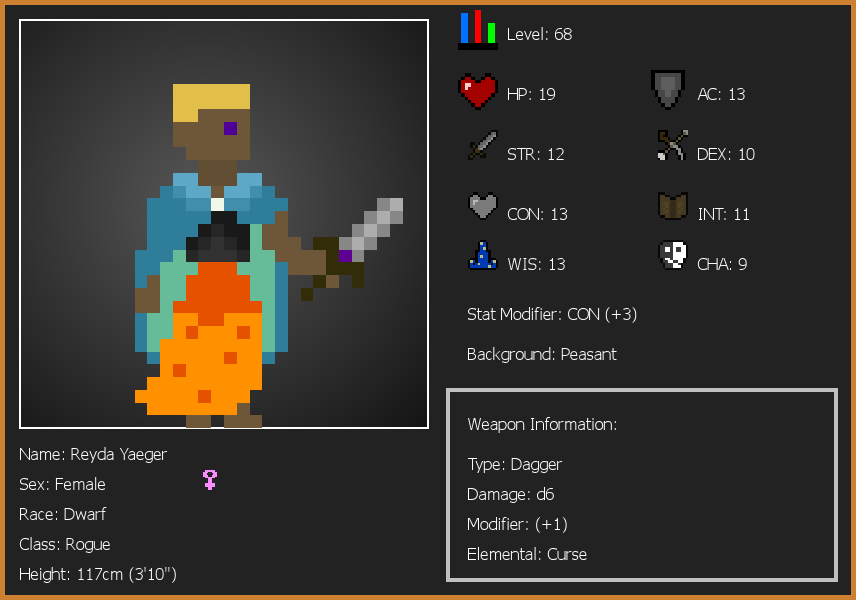 Level: 68
HP: 19
AC: 13
STR: 12
DEX: 10
CON: 13
INT: 11
WIS: 13
CHA: 9
Stat Modifier: CON (+3)
Background: Peasant
Weapon Information:
Type: Dagger
Damage: d6
Modifier: (+1)
Elemental: Curse
Name: Reyda Yaeger
Sex: Female
Race: Dwarf
Class: Rogue
Height: 117cm (3'10")